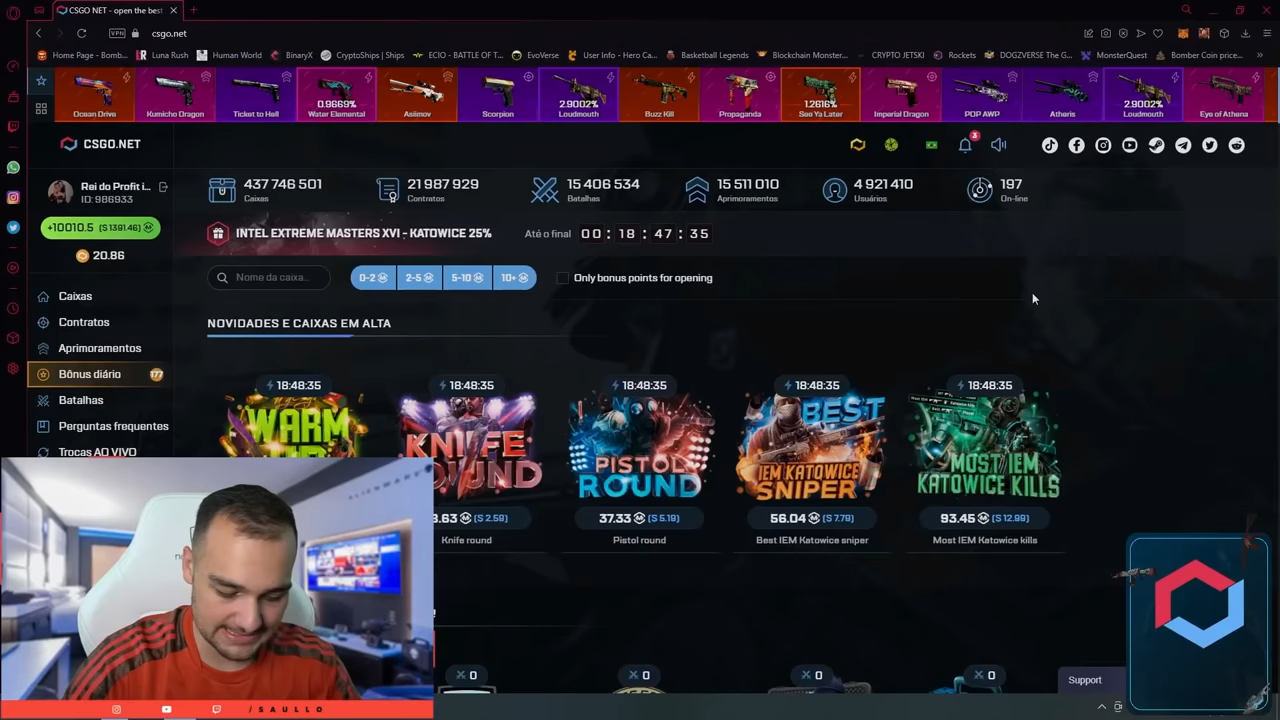 CSGO NET - open the best
VPN csgo.net
Home Page - Bomb... Luna Rush Human World BinaryX CryptoShips | Ships ECIO - BATTLE OF T... EvoVerse User Info - Hero Ca... Basketball Legends Blockchain Monster... CRYPTO JETSKI Rockets DOGZVERSE The G... MonsterQuest Bomber Coin price...
0.9669% 2.9002% 1.2616% 2.9002%
Ocean Drive Kumicho Dragon Ticket to Hell Water Elemental Asiimov Scorpion Loudmouth Buzz Kill Propaganda See Ya Later Imperial Dragon POP AWP Atheris Loudmouth Eye of Athena
CSGO.NET
3
Rei do Profit i...
ID: 986933
+10010.5 ($ 1391.46)
20.86
437 746 501 21 987 929 15 406 534 15 511 010 4 921 410 197
Caixas Contratos Batalhas Aprimoramentos Usuários On-line
INTEL EXTREME MASTERS XVI - KATOWICE 25% Até o final 00 : 18 : 47 : 35
Nome da caixa... 0-2 2-5 5-10 10+ Only bonus points for opening
Caixas
Contratos
Aprimoramentos
Bônus diário 177
Batalhas
Perguntas frequentes
Trocas AO VIVO
NOVIDADES E CAIXAS EM ALTA
18:48:35 18:48:35 18:48:35 18:48:35 18:48:35
WARM UP
KNIFE ROUND
PISTOL ROUND
BEST IEM KATOWICE SNIPER
MOST IEM KATOWICE KILLS
.63 ($ 2.59) 37.33 ($ 5.19) 56.04 ($ 7.79) 93.45 ($ 12.99)
Knife round Pistol round Best IEM Katowice sniper Most IEM Katowice kills
0 0 0 0
Support
ALIENWARE
/SAULLO